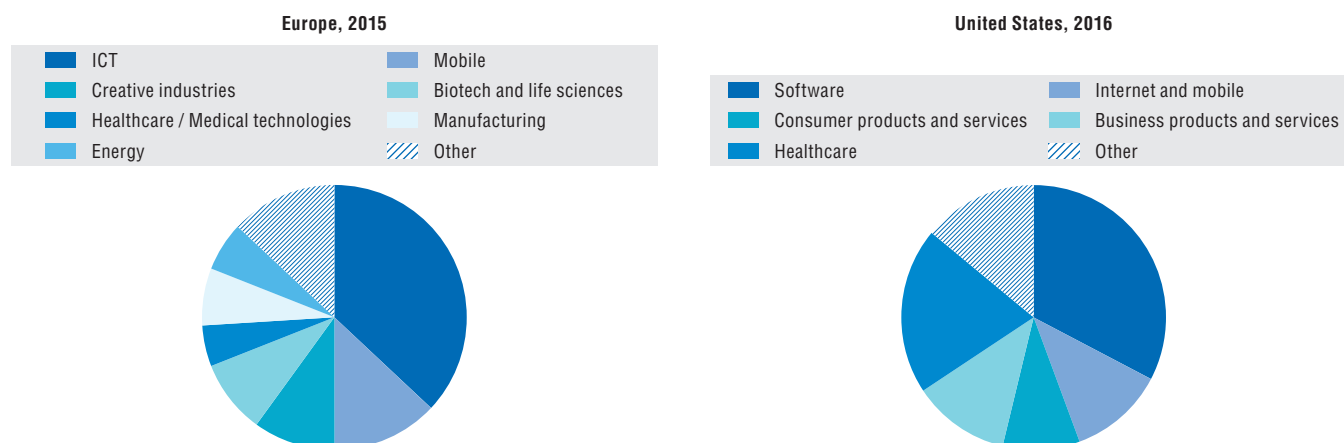 Europe, 2015
ICT
Mobile
Creative industries
Biotech and life sciences
Healthcare / Medical technologies
Manufacturing
Energy
Other
United States, 2016
Software
Internet and mobile
Consumer products and services
Business products and services
Healthcare
Other